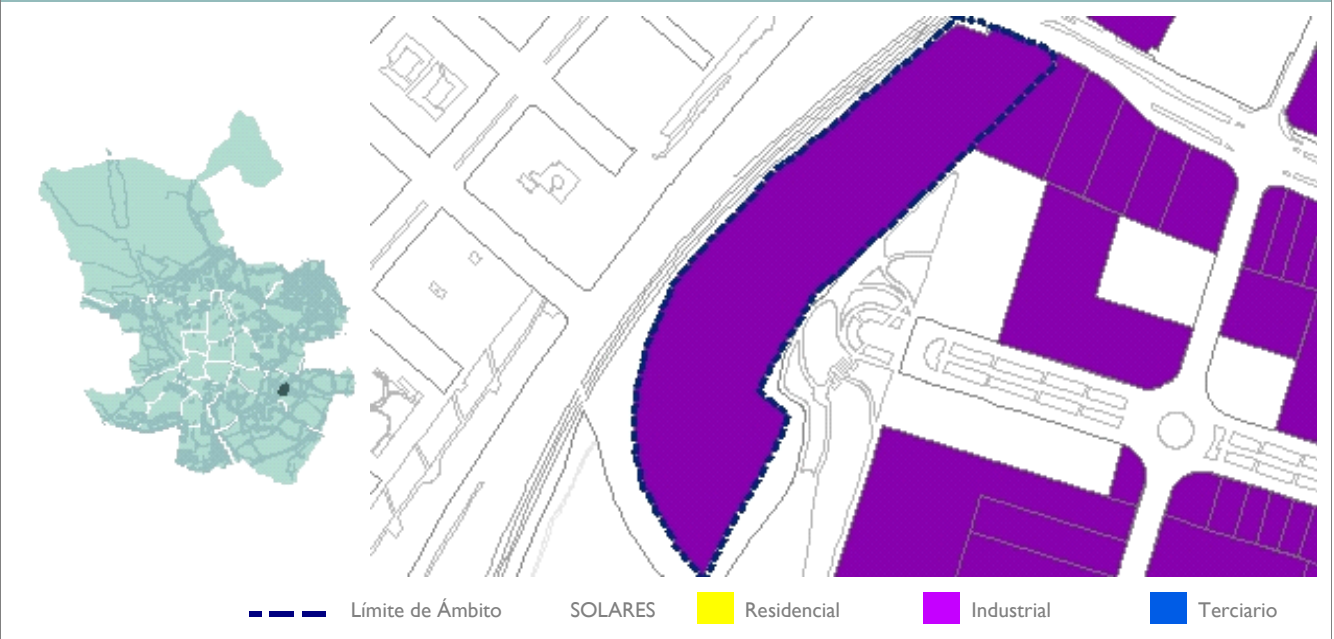 Límite de Ámbito
SOLARES
Residencial
Industrial
Terciario